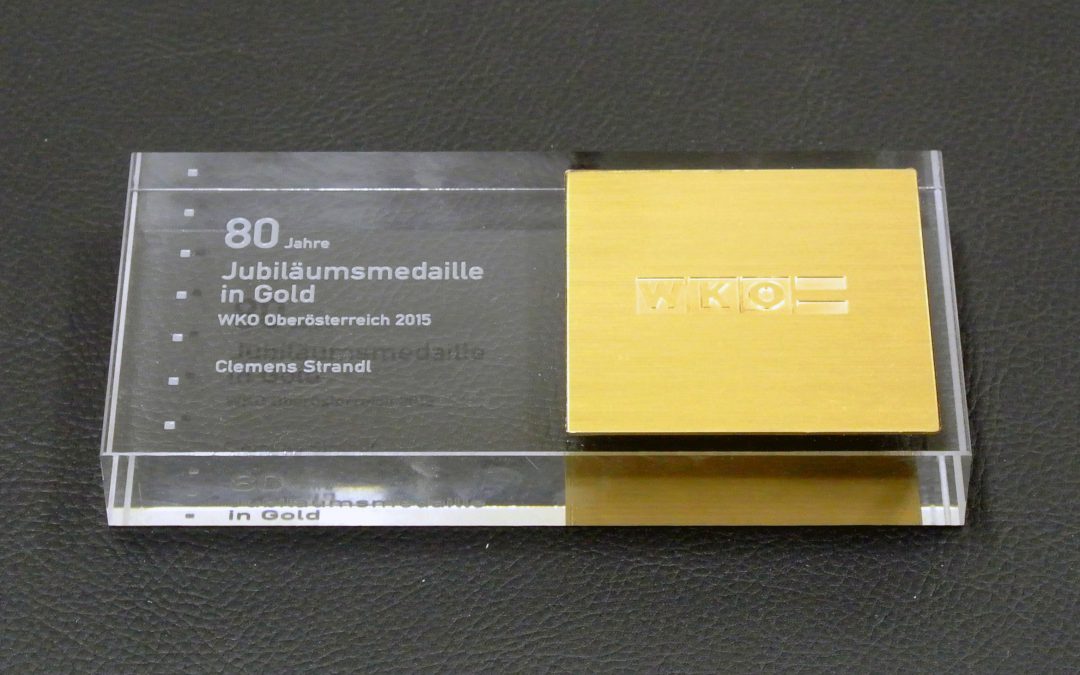 80 Jahre
Jubiläumsmedaille
in Gold
WKO Oberösterreich 2015
Clemens Strandl
WKO